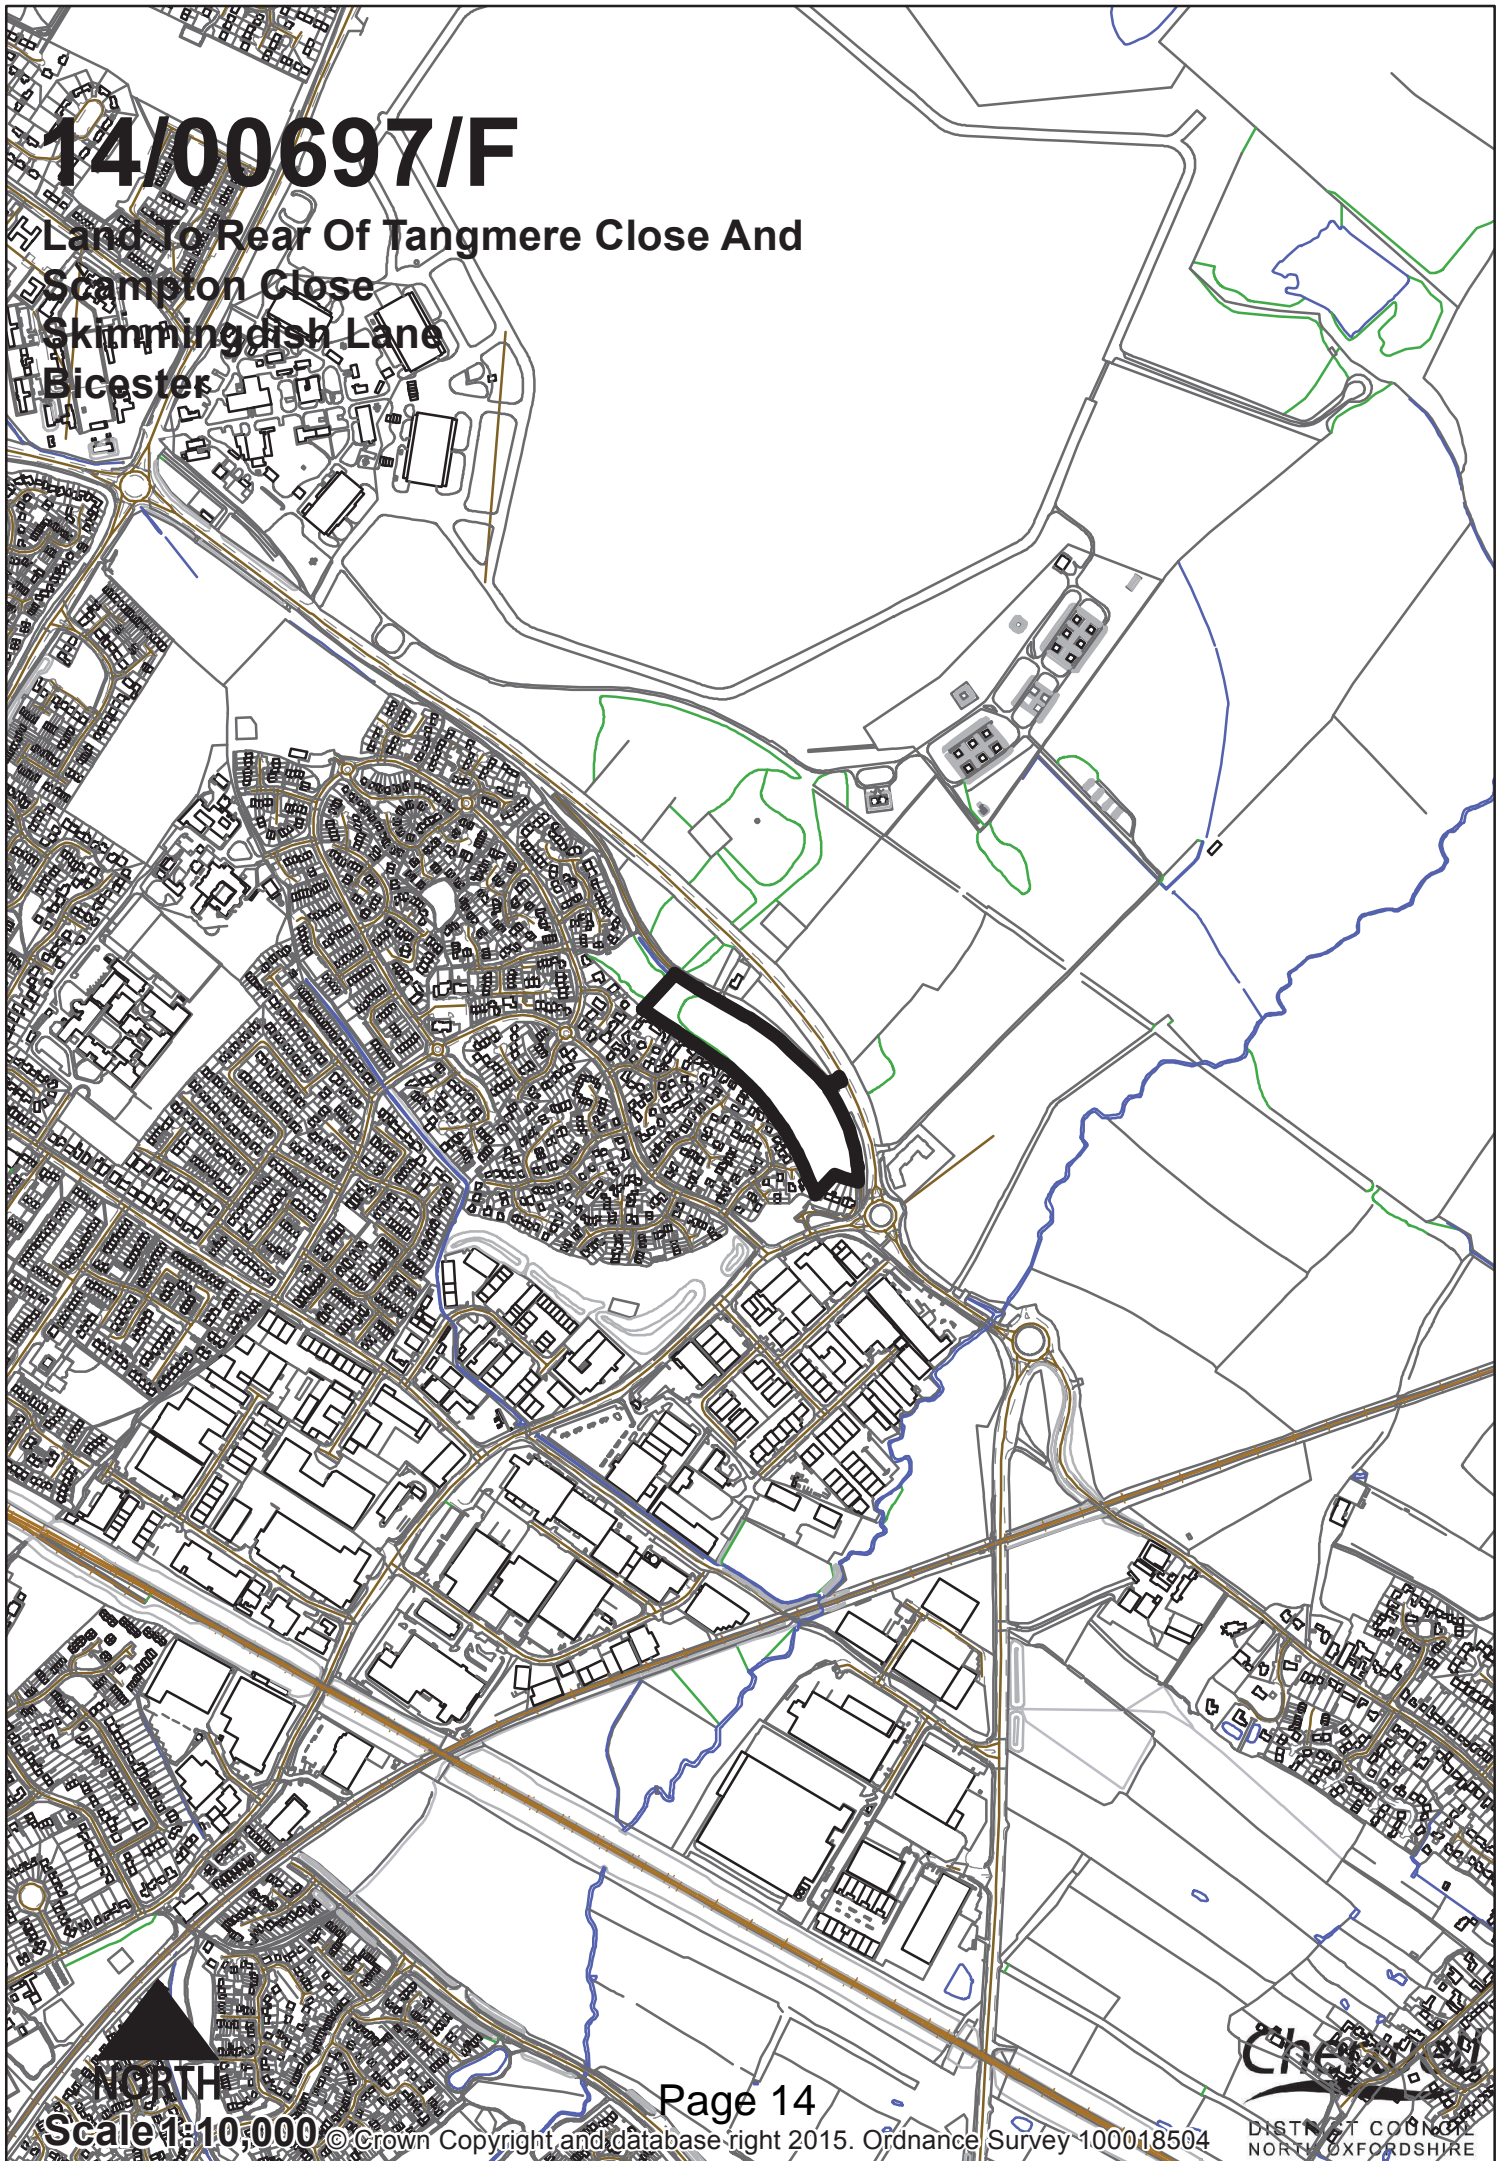 14/00697/F
Land To Rear Of Tangmere Close And
Scampton Close
Skimmingdish Lane
Bicester
NORTH
Scale 1:10,000
Page 14
© Crown Copyright and database right 2015. Ordnance Survey 100018504
Cherwell
DISTRICT COUNCIL
NORTH OXFORDSHIRE